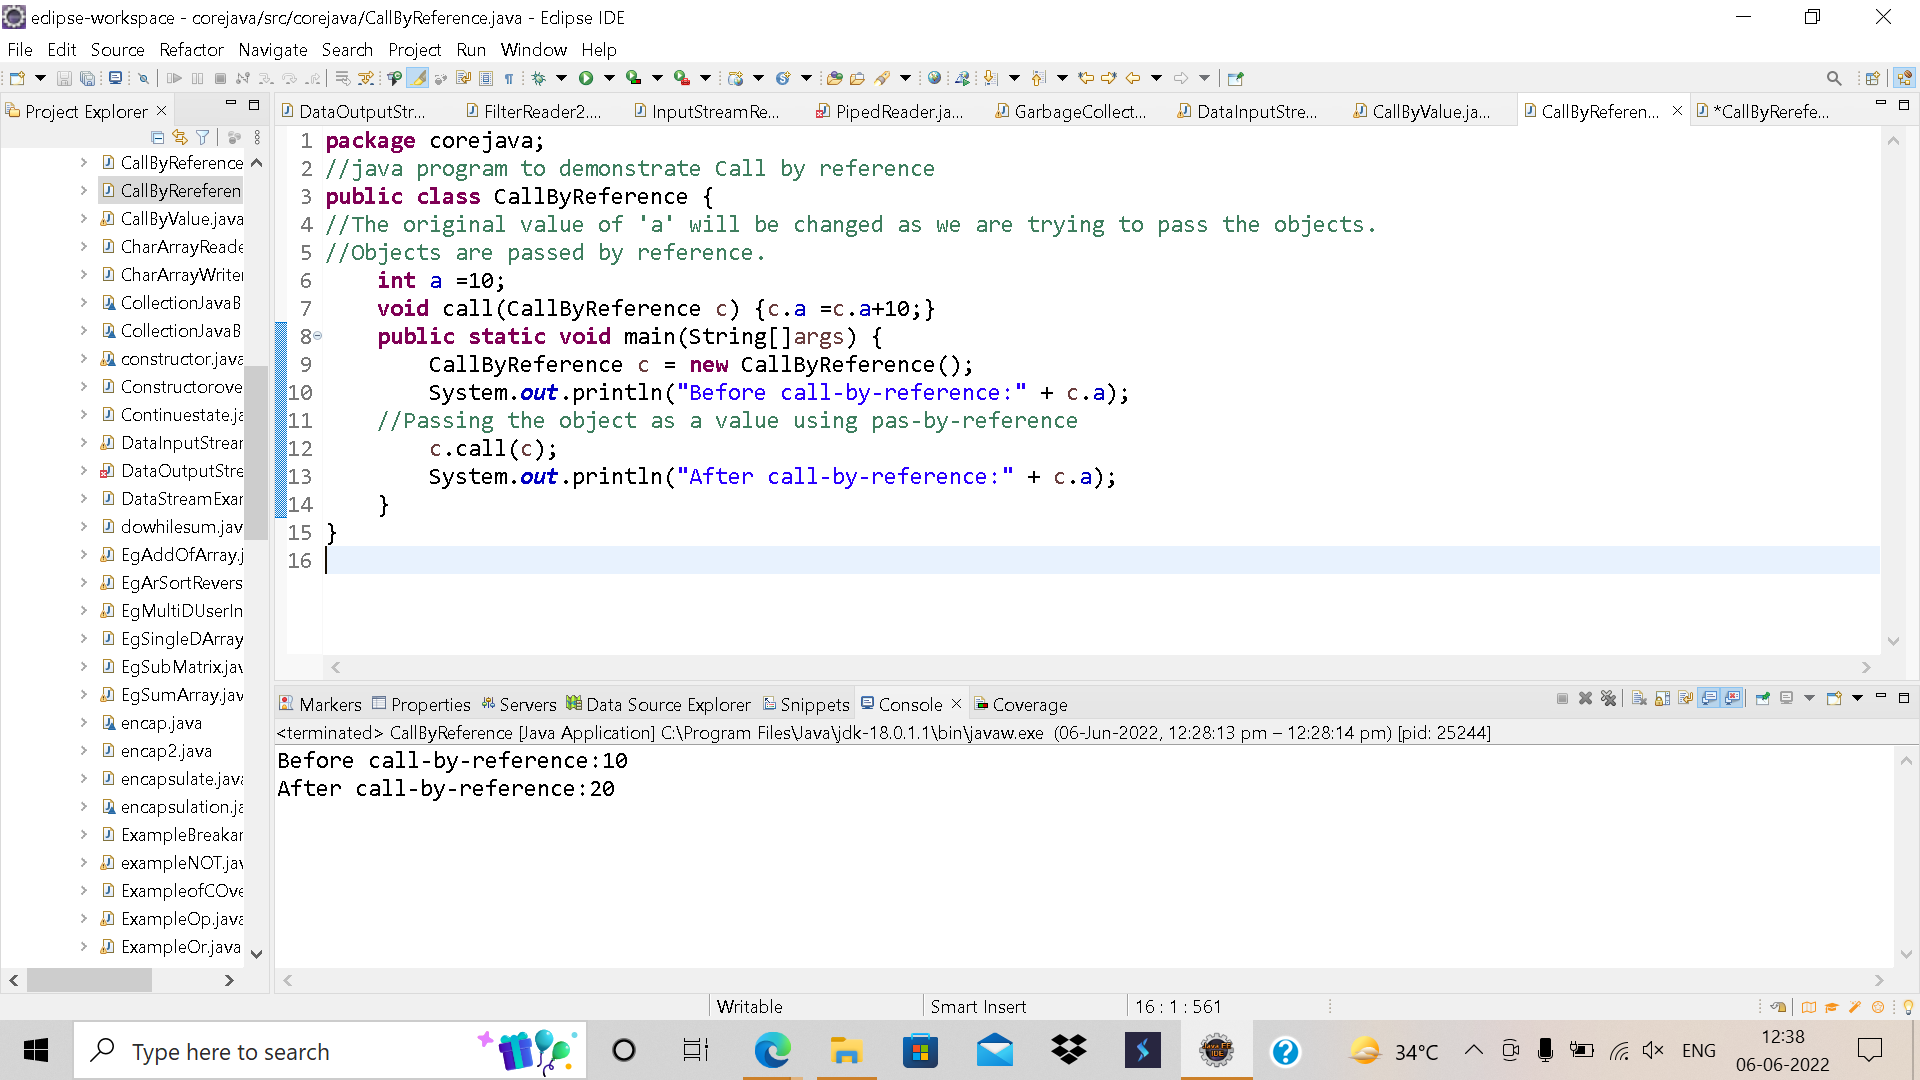 eclipse-workspace - corejava/src/corejava/CallByReference.java - Eclipse IDE
File Edit Source Refactor Navigate Search Project Run Window Help
Project Explorer
DataOutputStr... FilterReader2.... InputStreamRe... PipedReader.ja... GarbageCollect... DataInputStre... CallByValue.ja... CallByReferen... *CallByRerefe...
CallByReference
CallByRereferen
CallByValue.java
CharArrayReade
CharArrayWriter
CollectionJavaB
CollectionJavaB
constructor.java
Constructorove
Continuestate.ja
DataInputStrear
DataOutputStre
DataStreamExar
dowhilesum.jav
EgAddOfArray.j
EgArSortRevers
EgMultiDUserIn
EgSingleDArray
EgSubMatrix.jav
EgSumArray.jav
encap.java
encap2.java
encapsulate.java
encapsulation.ja
ExampleBreakar
exampleNOT.jav
ExampleofCOve
ExampleOp.java
ExampleOr.java
1 package corejava;
2 //java program to demonstrate Call by reference
3 public class CallByReference {
4 //The original value of 'a' will be changed as we are trying to pass the objects.
5 //Objects are passed by reference.
6 int a =10;
7 void call(CallByReference c) {c.a =c.a+10;}
8 public static void main(String[]args) {
9 CallByReference c = new CallByReference();
10 System.out.println("Before call-by-reference:" + c.a);
11 //Passing the object as a value using pas-by-reference
12 c.call(c);
13 System.out.println("After call-by-reference:" + c.a);
14 }
15 }
16
Markers Properties Servers Data Source Explorer Snippets Console Coverage
<terminated> CallByReference [Java Application] C:\Program Files\Java\jdk-18.0.1.1\bin\javaw.exe (06-Jun-2022, 12:28:13 pm – 12:28:14 pm) [pid: 25244]
Before call-by-reference:10
After call-by-reference:20
Writable Smart Insert 16 : 1 : 561
Type here to search
34°C ENG
12:38
06-06-2022